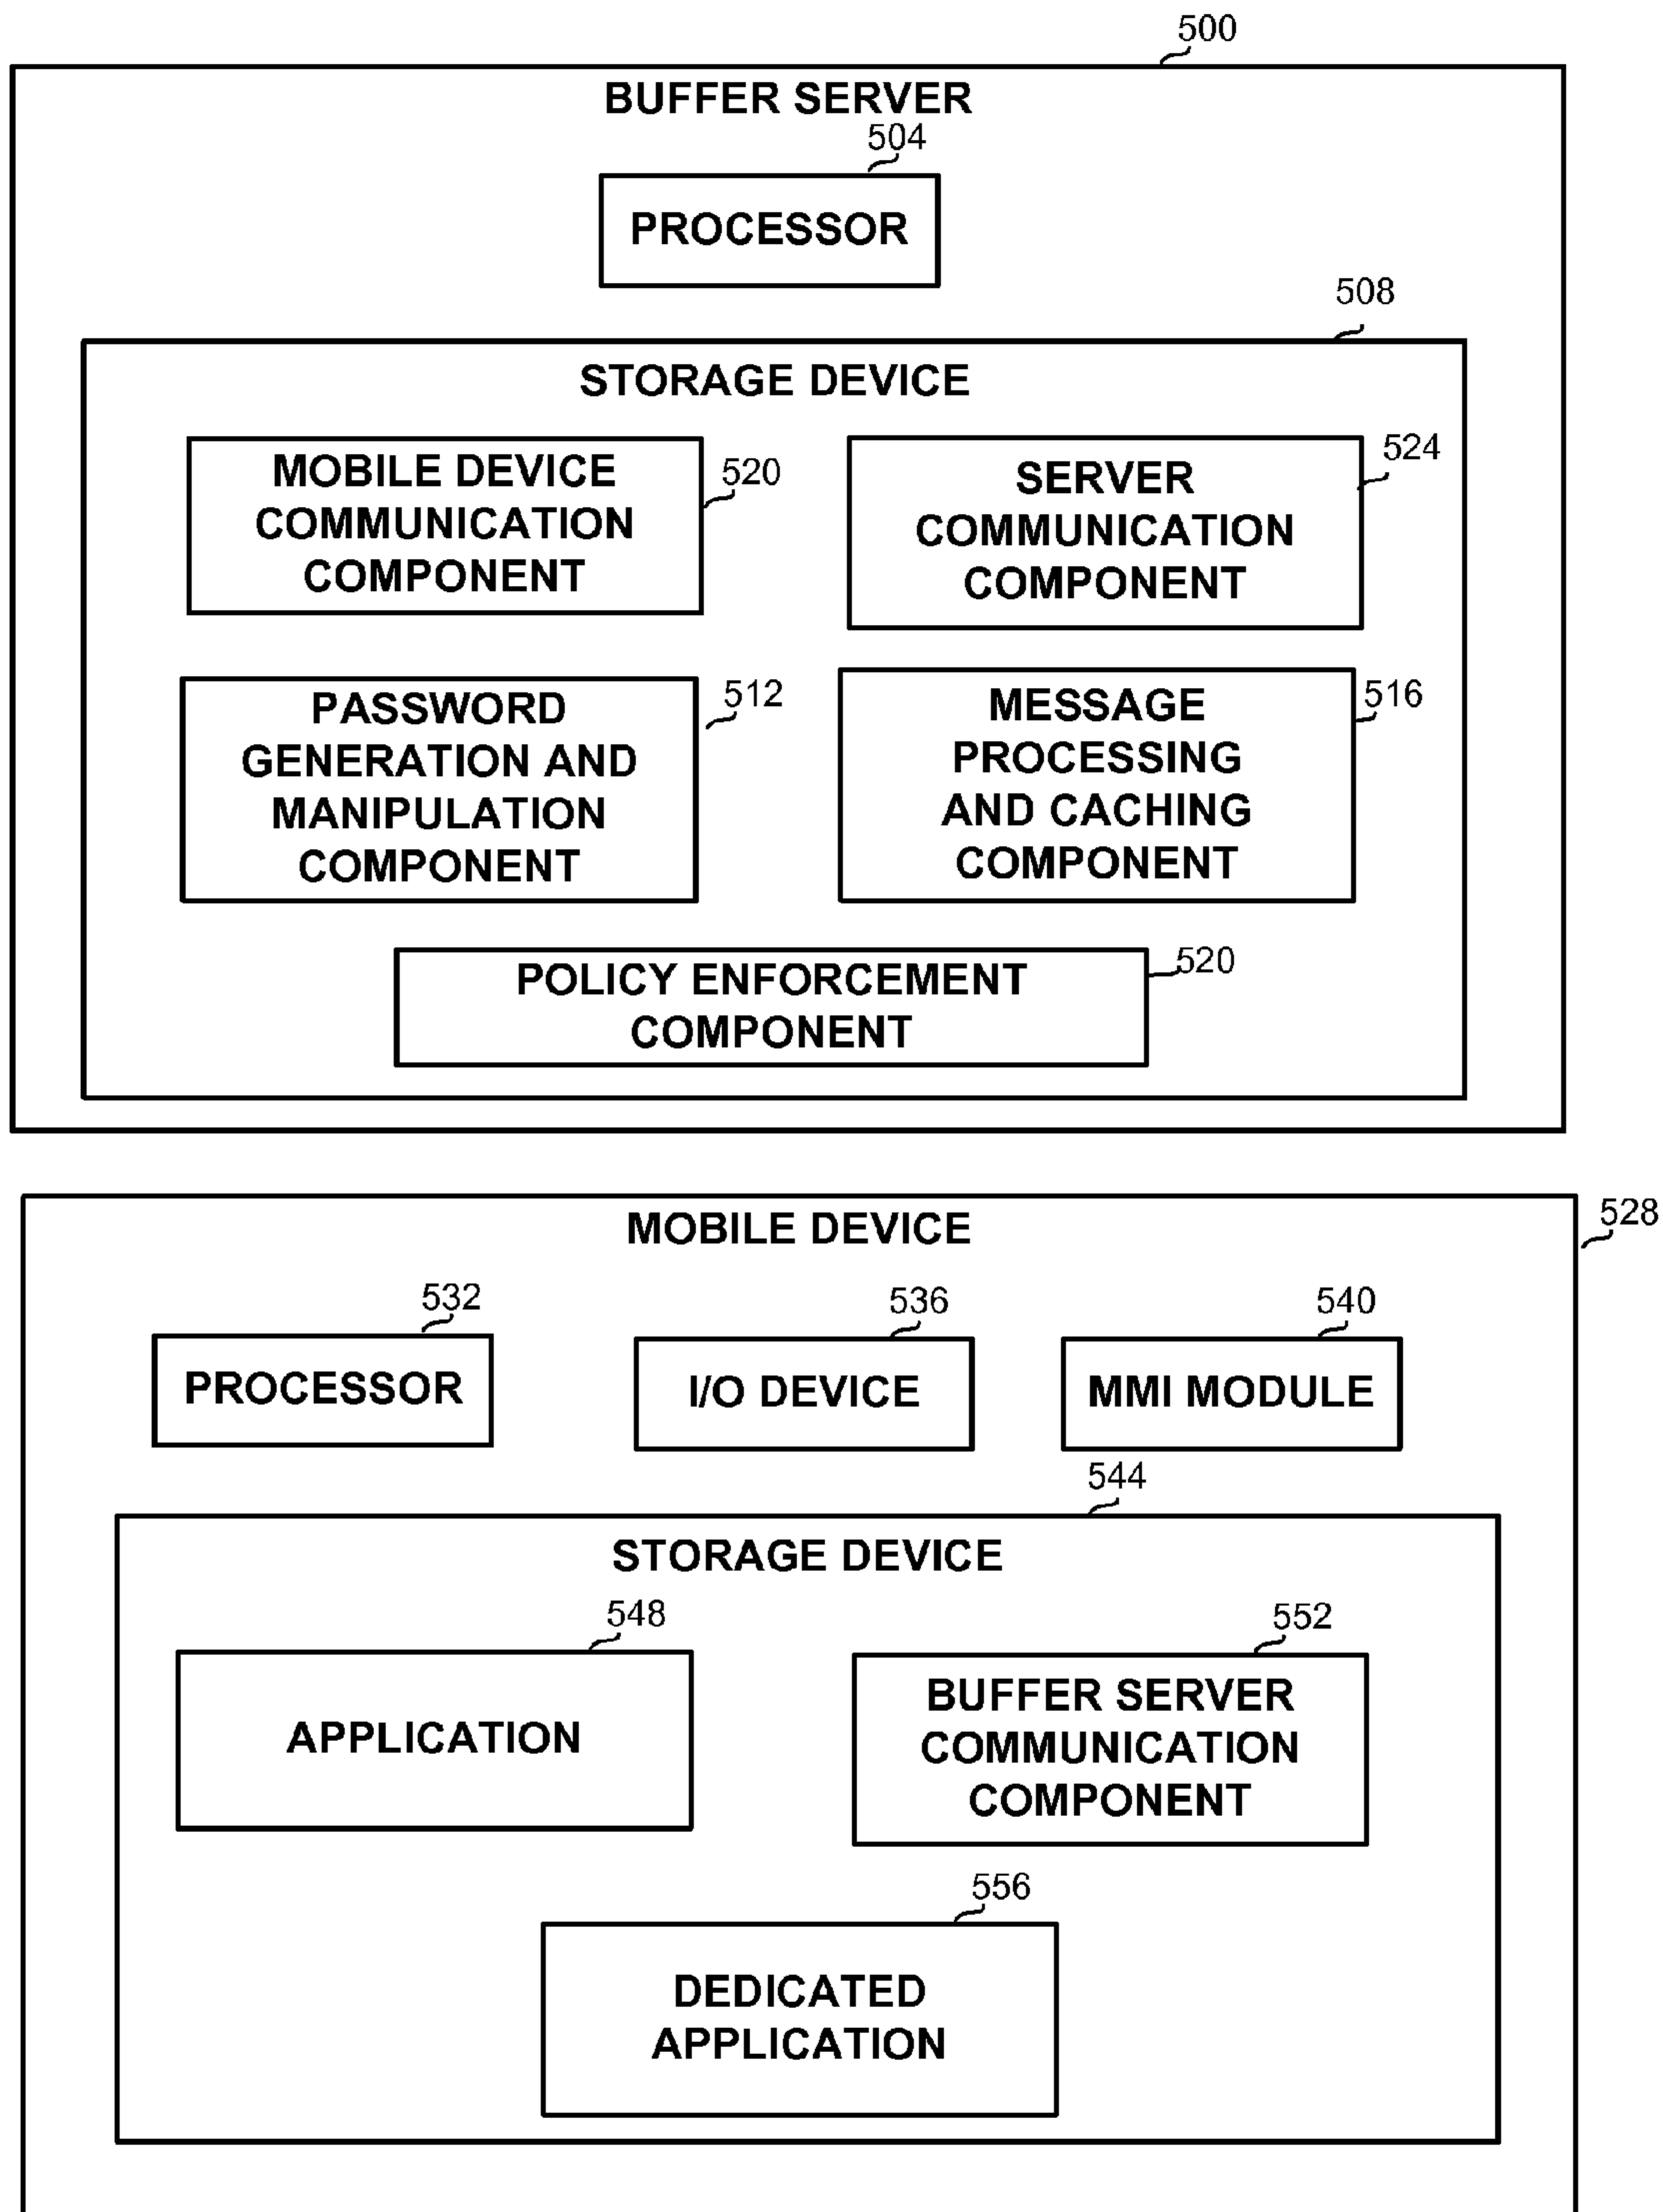 500
BUFFER SERVER
504
PROCESSOR
508
STORAGE DEVICE
MOBILE DEVICE
COMMUNICATION
COMPONENT
520
SERVER
COMMUNICATION
COMPONENT
524
PASSWORD
GENERATION AND
MANIPULATION
COMPONENT
512
MESSAGE
PROCESSING
AND CACHING
COMPONENT
516
POLICY ENFORCEMENT
COMPONENT
520
MOBILE DEVICE
528
532
PROCESSOR
536
I/O DEVICE
540
MMI MODULE
544
STORAGE DEVICE
548
APPLICATION
552
BUFFER SERVER
COMMUNICATION
COMPONENT
556
DEDICATED
APPLICATION